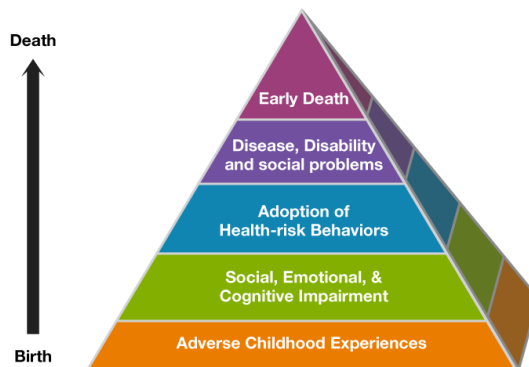 Death
Early Death
Disease, Disability
and social problems
Adoption of
Health-risk Behaviors
Social, Emotional, &
Cognitive Impairment
Adverse Childhood Experiences
Birth